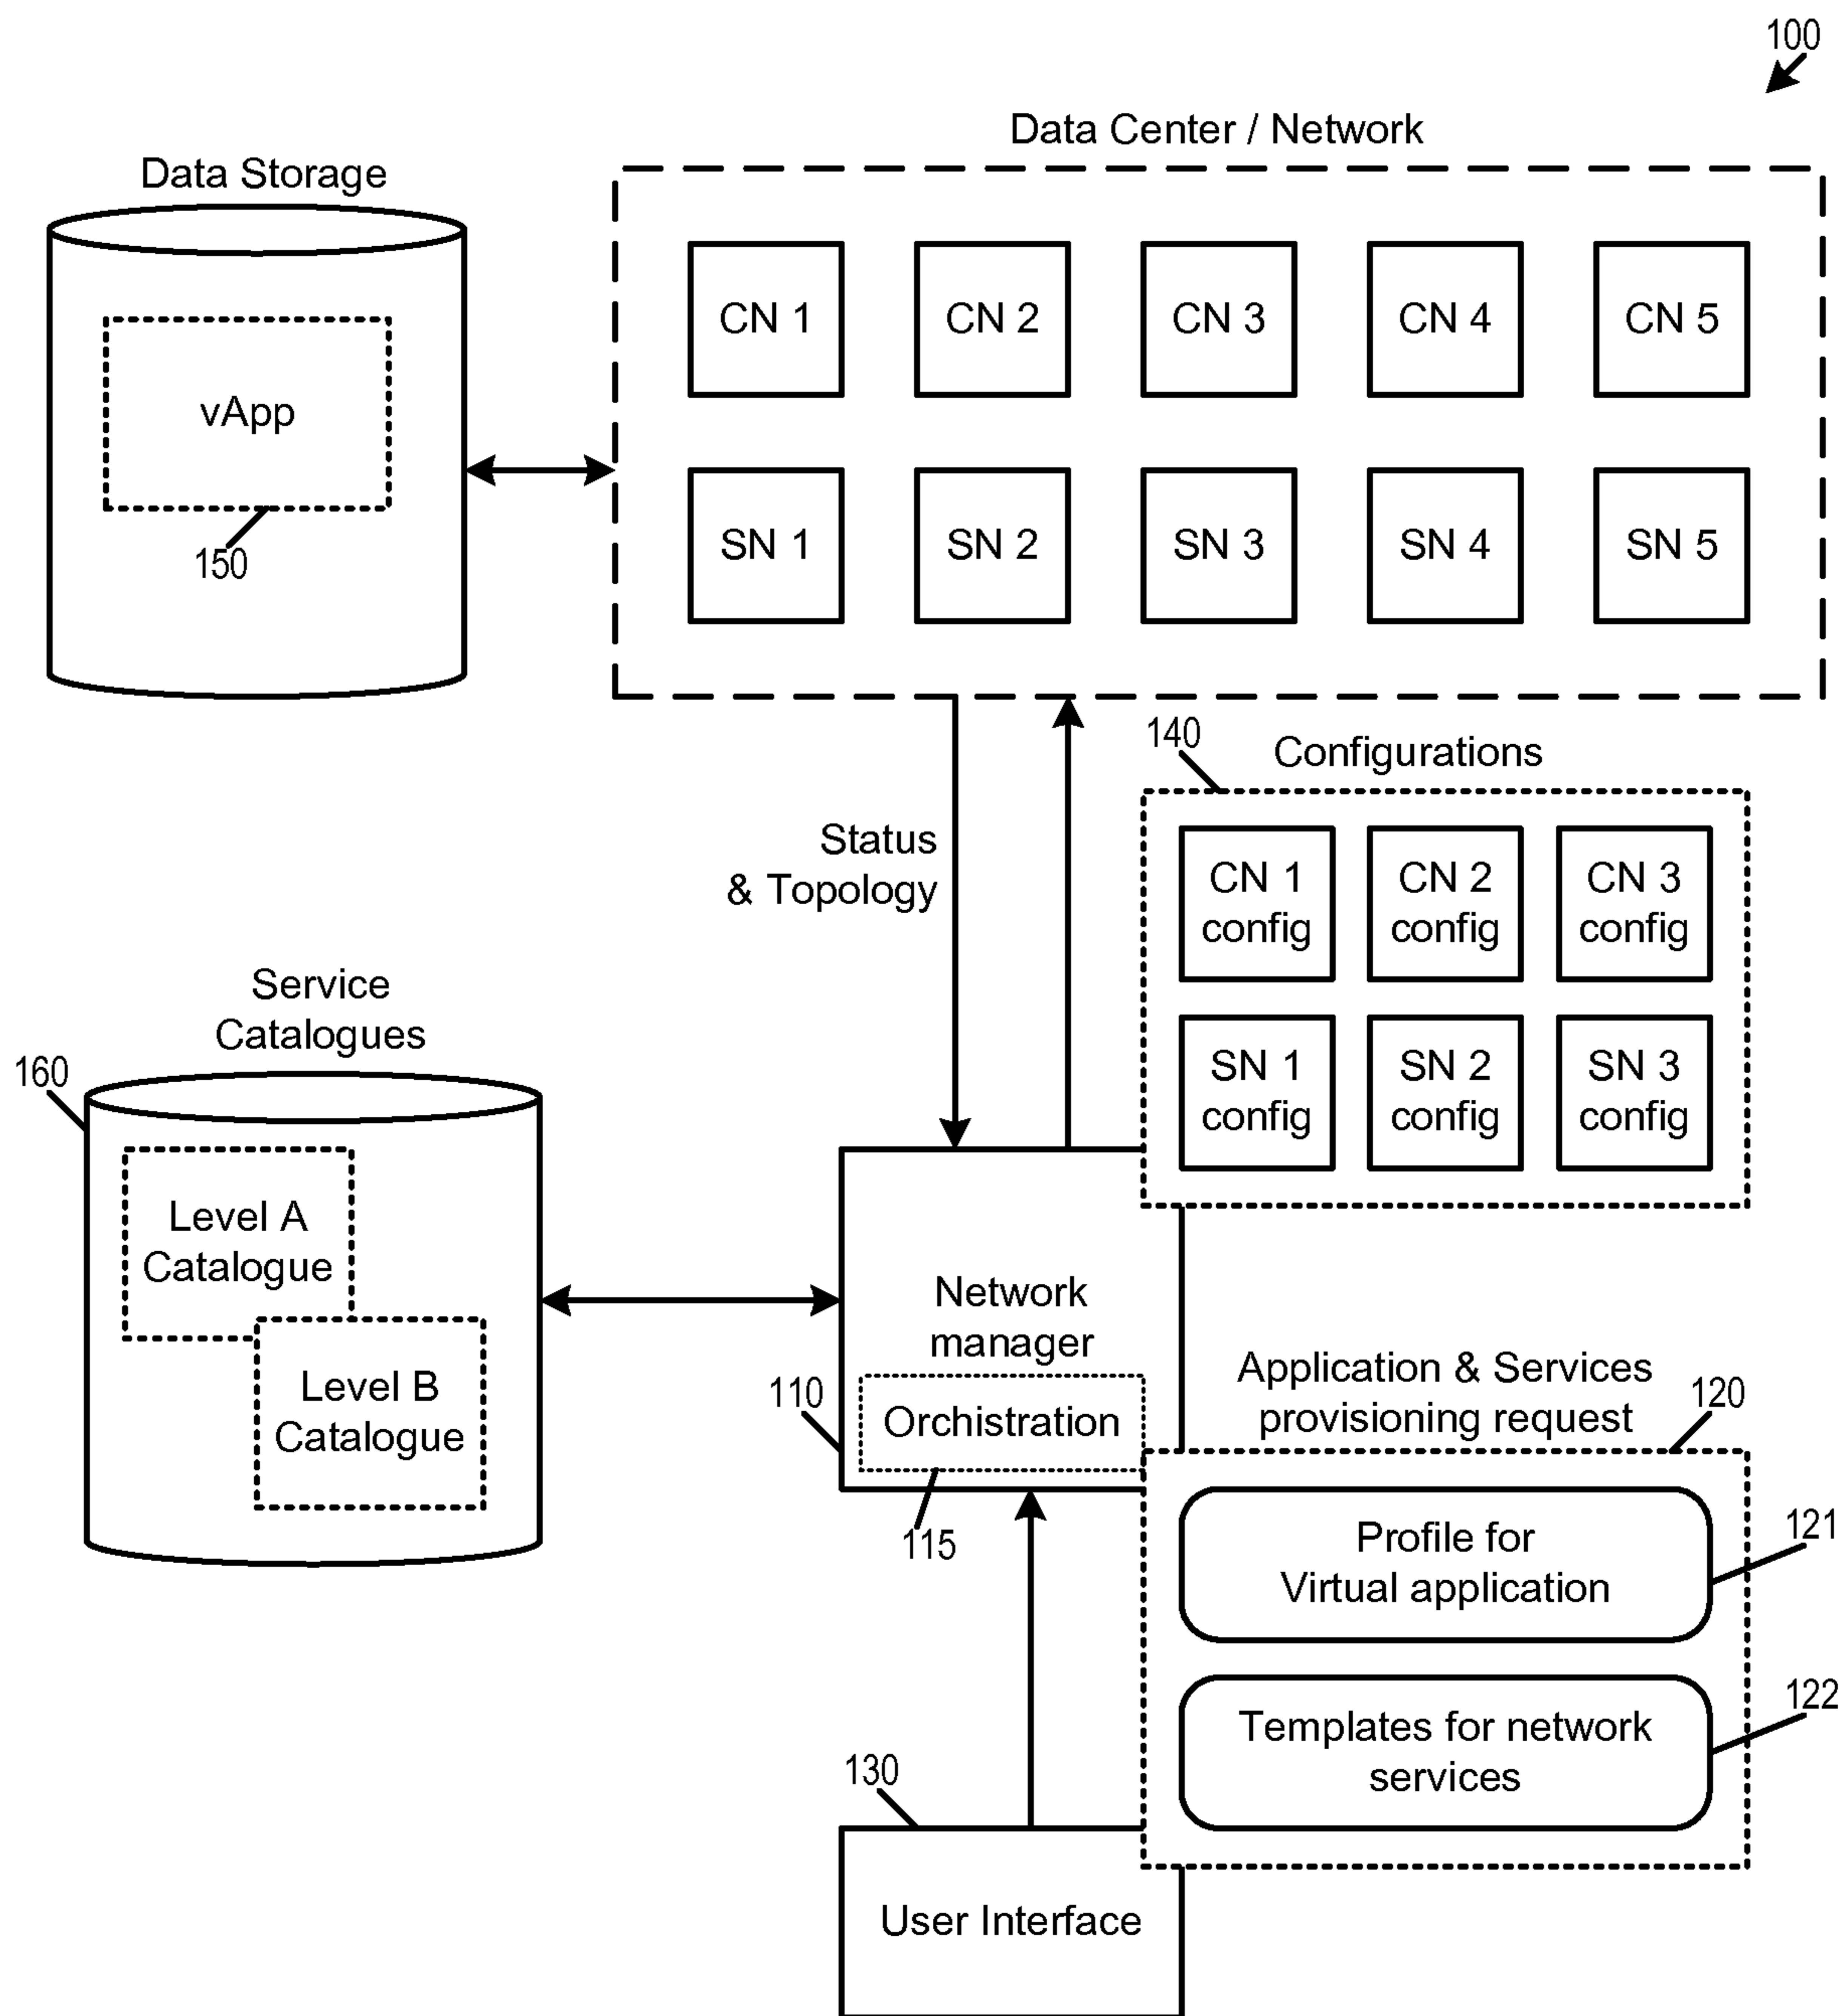 100
Data Center / Network
Data Storage
CN 1
CN 2
CN 3
CN 4
CN 5
vApp
SN 1
SN 2
SN 3
SN 4
SN 5
150
140
Configurations
Status
& Topology
CN 1
config
CN 2
config
CN 3
config
Service
Catalogues
SN 1
config
SN 2
config
SN 3
config
160
Level A
Catalogue
Network
manager
Level B
Catalogue
110
Orchistration
115
Application & Services
provisioning request
120
Profile for
Virtual application
121
Templates for network
services
122
130
User Interface